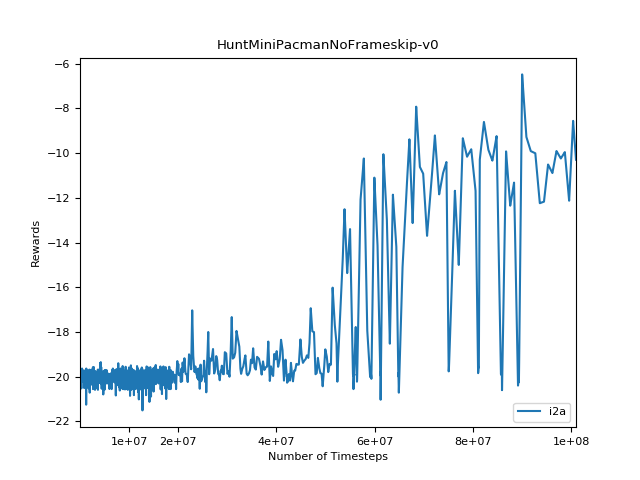 HuntMiniPacmanNoFrameskip-v0
−6
−8
−10
−12
−14
−16
−18
−20
−22
Rewards
1e+07 2e+07 4e+07 6e+07 8e+07 1e+08
Number of Timesteps
i2a